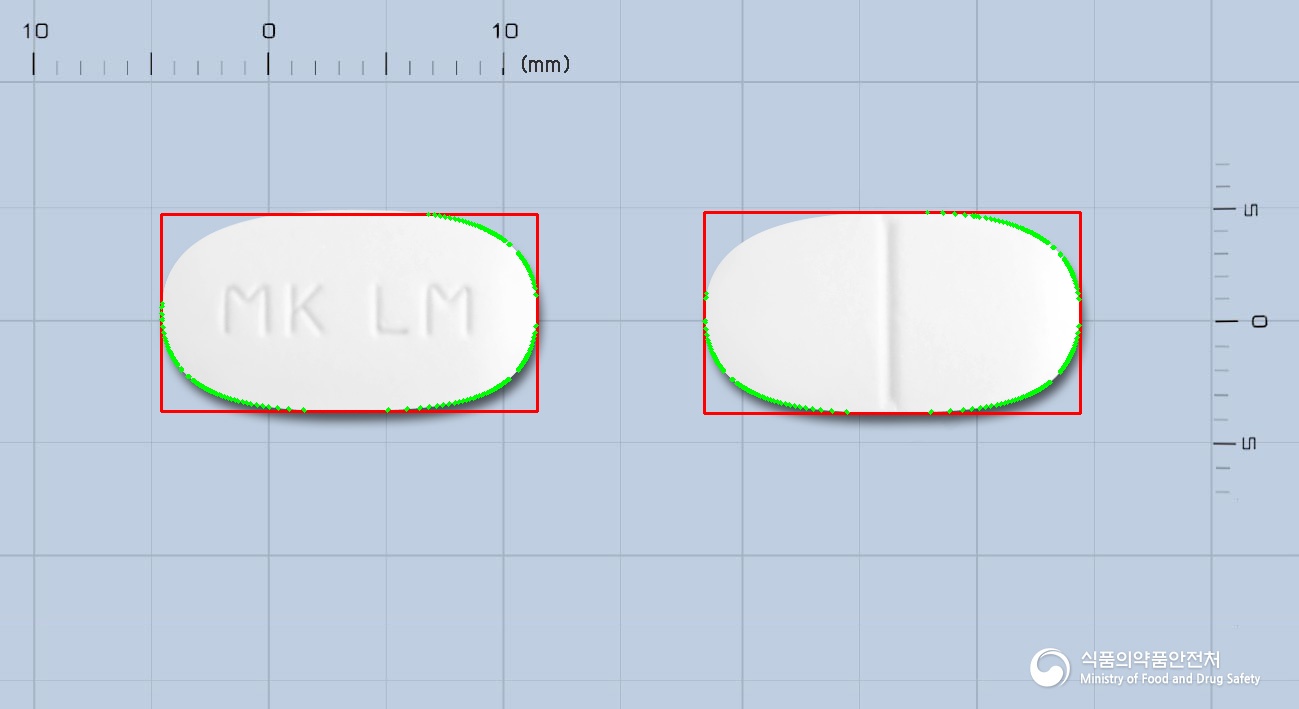 10 0 10 (mm)
MK LM
5
0
5
식품의약품안전처
Ministry of Food and Drug Safety